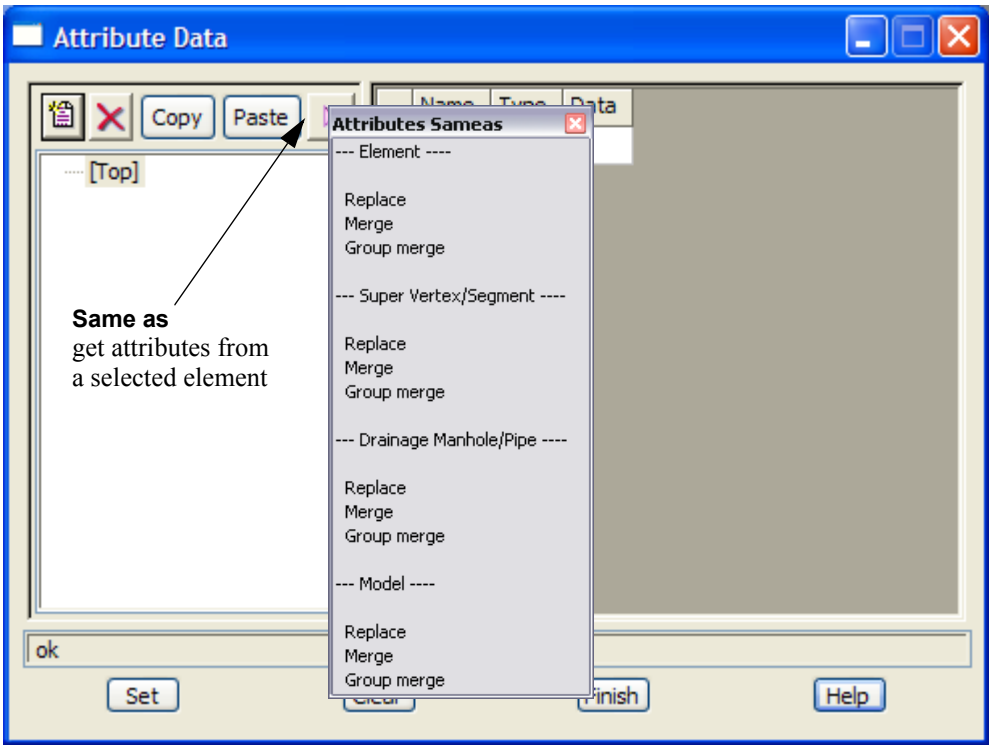 Attribute Data
Copy
Paste
Name Type Data
Attributes Sameas
--- Element ----
[Top]
Replace
Merge
Group merge
--- Super Vertex/Segment ----
Same as
get attributes from
a selected element
Replace
Merge
Group merge
--- Drainage Manhole/Pipe ----
Replace
Merge
Group merge
--- Model ----
Replace
Merge
Group merge
ok
Set
Clear
Finish
Help